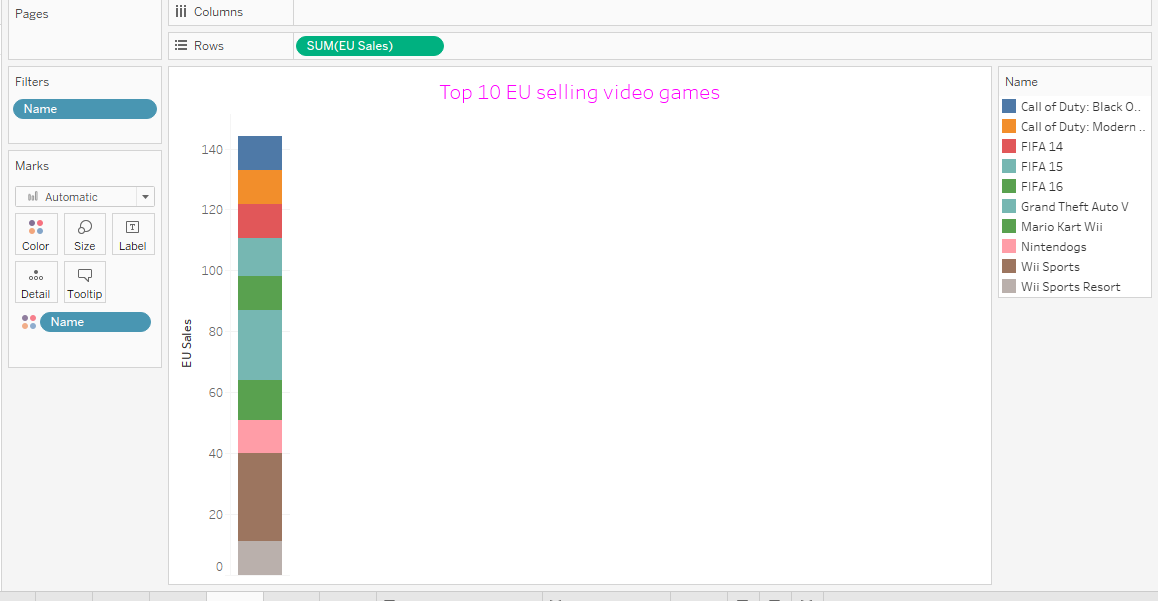 Pages
Columns
Rows
SUM(EU Sales)
Filters
Name
Marks
Automatic
Color
Size
Label
Detail
Tooltip
Name
Top 10 EU selling video games
EU Sales
140
120
100
80
60
40
20
0
Name
Call of Duty: Black O..
Call of Duty: Modern ..
FIFA 14
FIFA 15
FIFA 16
Grand Theft Auto V
Mario Kart Wii
Nintendogs
Wii Sports
Wii Sports Resort